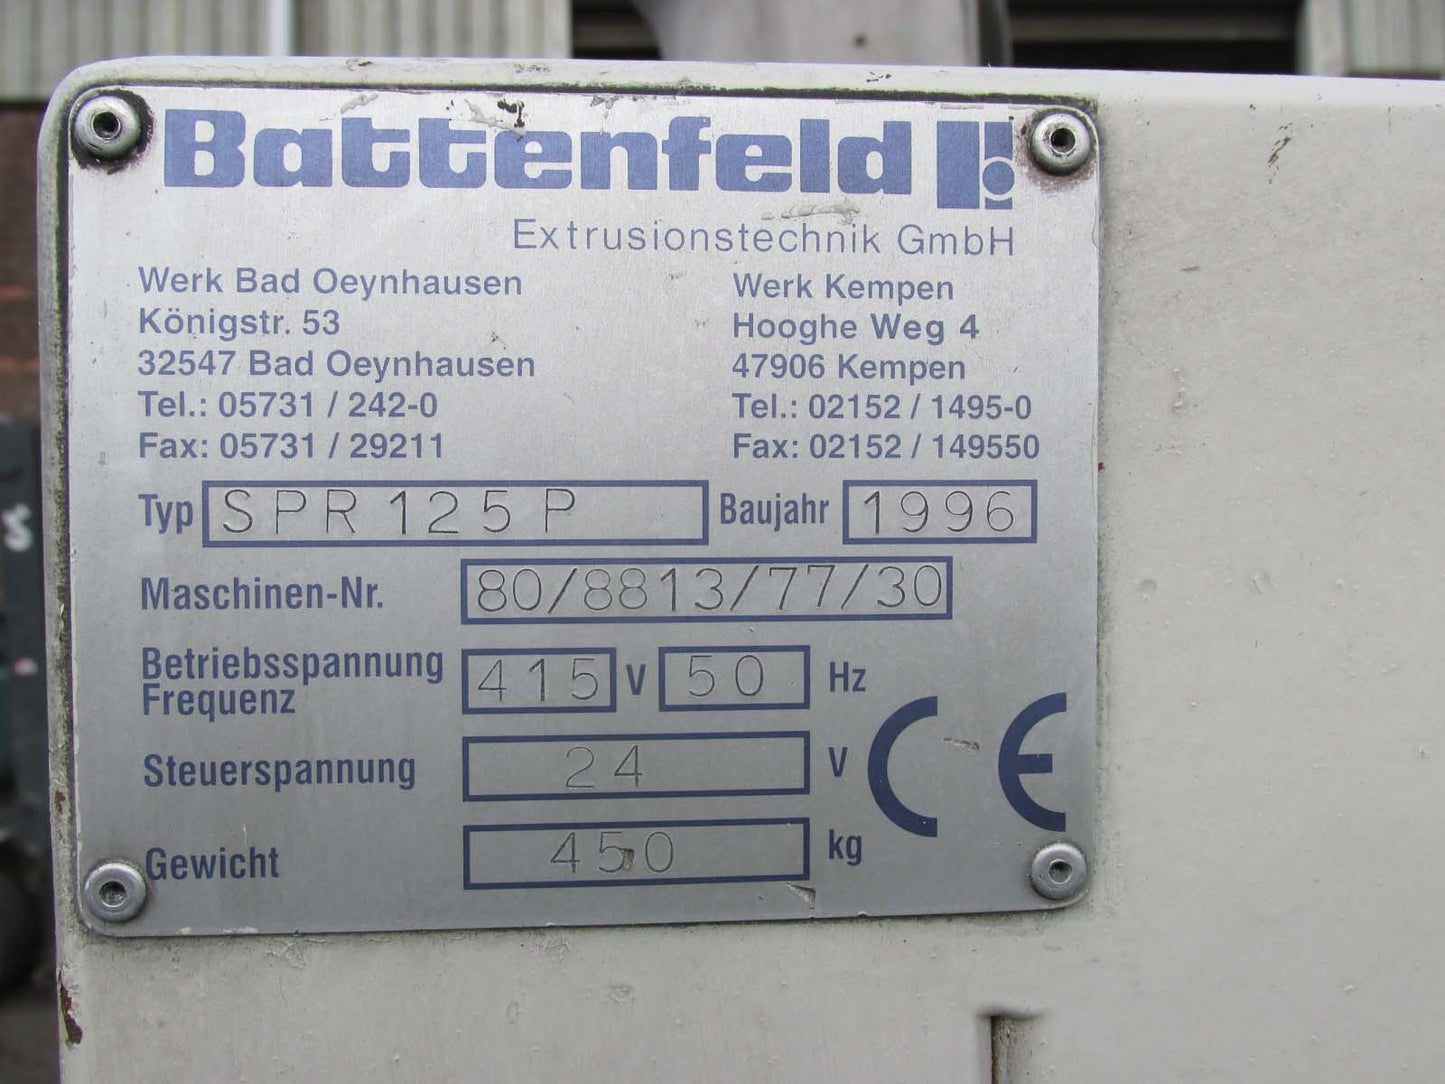 Battenfeld
Extrusionstechnik GmbH
Werk Bad Oeynhausen
Königstr. 53
32547 Bad Oeynhausen
Tel.: 05731 / 242-0
Fax: 05731 / 29211
Werk Kempen
Hooghe Weg 4
47906 Kempen
Tel.: 02152 / 1495-0
Fax: 02152 / 149550
Typ SPR 125 P Baujahr 1996
Maschinen-Nr. 80/8813/77/30
Betriebsspannung
Frequenz 415 V 50 Hz
Steuerspannung 24 V
Gewicht 450 kg
CE